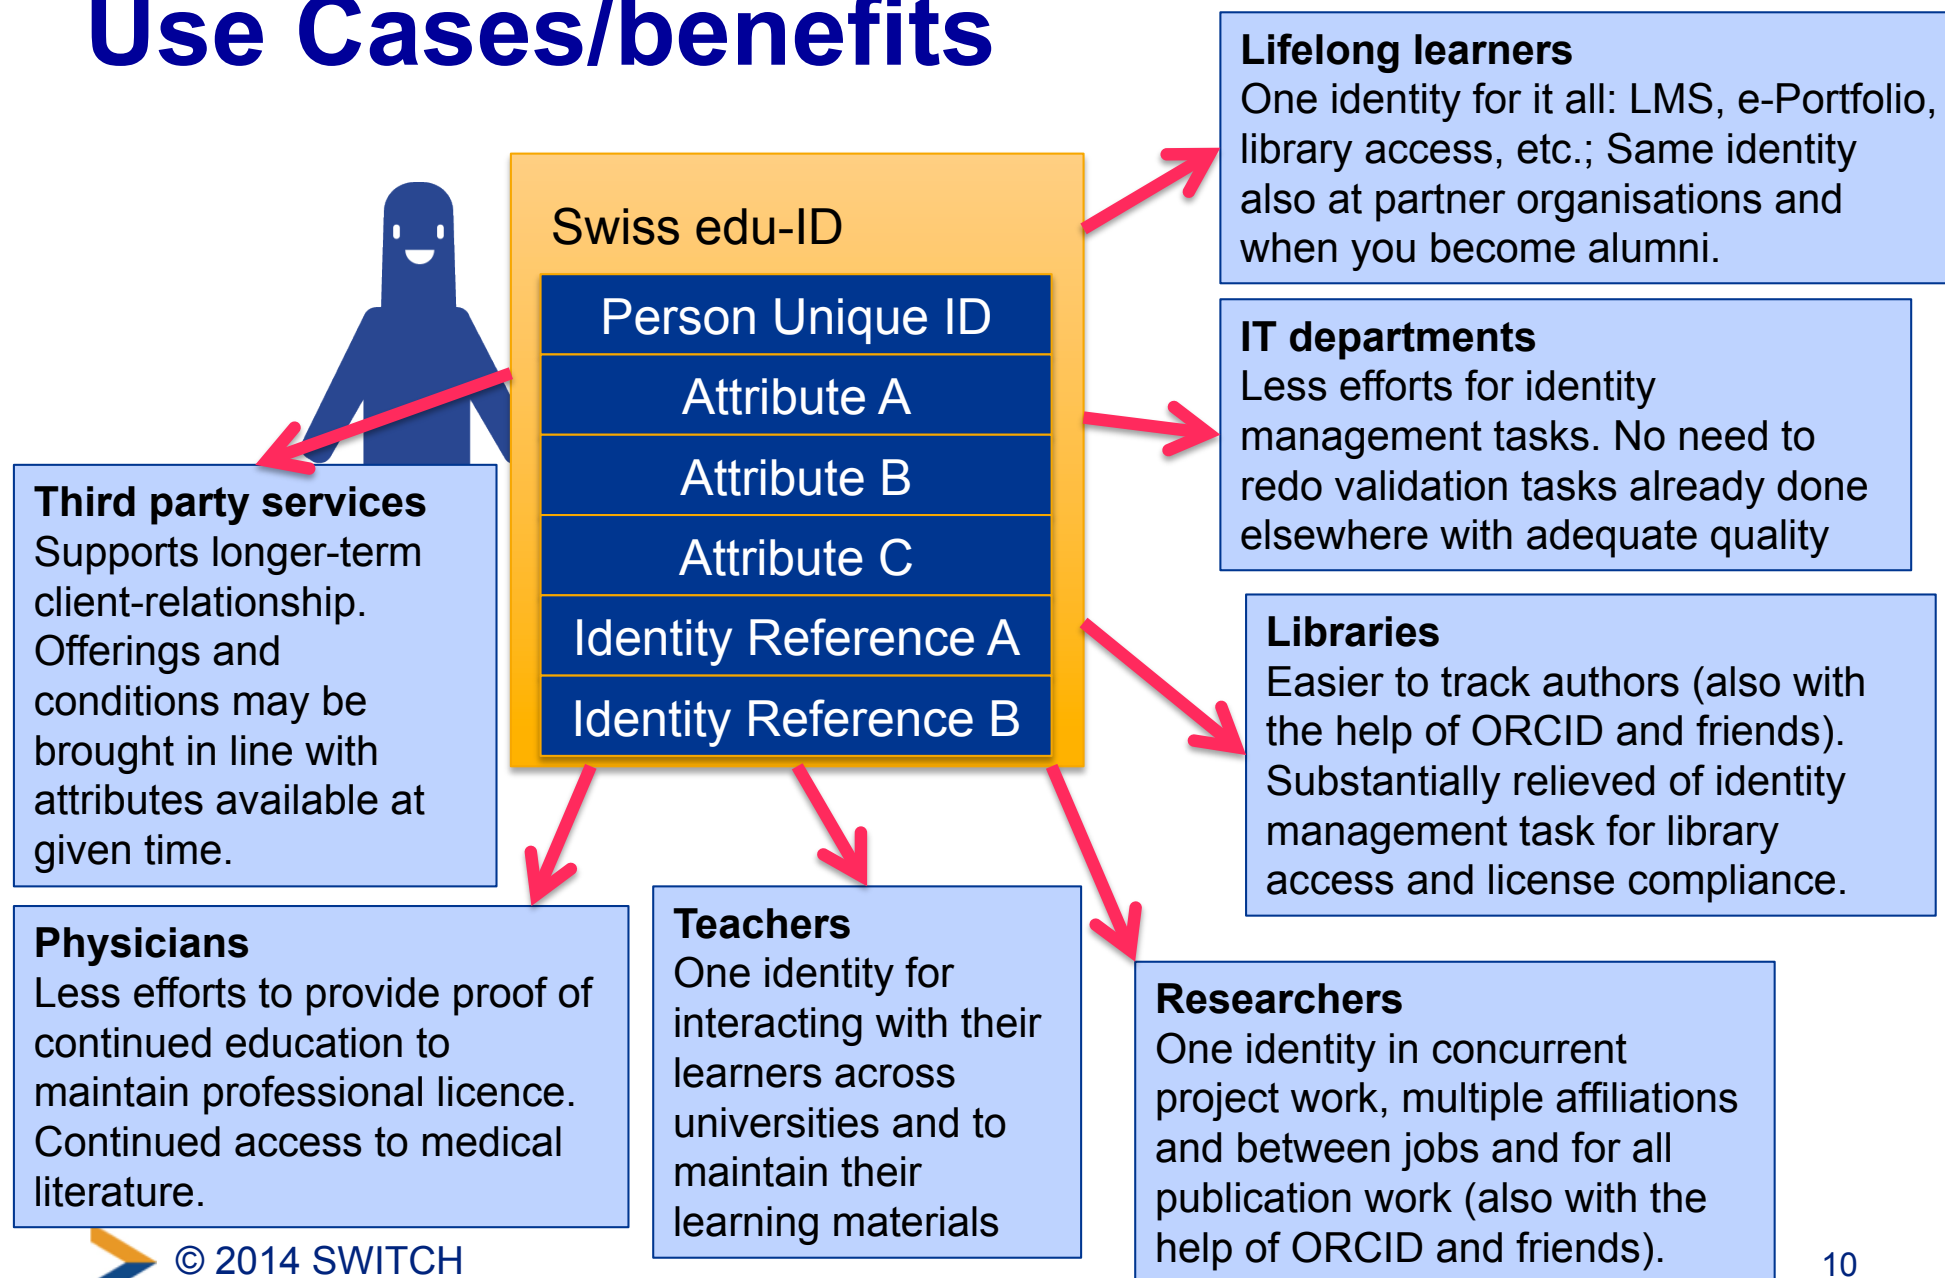 Use Cases/benefits
Lifelong learners
One identity for it all: LMS, e-Portfolio,
library access, etc.; Same identity
also at partner organisations and
when you become alumni.
Swiss edu-ID
Person Unique ID
Attribute A
Attribute B
Attribute C
Identity Reference A
Identity Reference B
IT departments
Less efforts for identity
management tasks. No need to
redo validation tasks already done
elsewhere with adequate quality
Third party services
Supports longer-term
client-relationship.
Offerings and
conditions may be
brought in line with
attributes available at
given time.
Libraries
Easier to track authors (also with
the help of ORCID and friends).
Substantially relieved of identity
management task for library
access and license compliance.
Physicians
Less efforts to provide proof of
continued education to
maintain professional licence.
Continued access to medical
literature.
Teachers
One identity for
interacting with their
learners across
universities and to
maintain their
learning materials
Researchers
One identity in concurrent
project work, multiple affiliations
and between jobs and for all
publication work (also with the
help of ORCID and friends).
© 2014 SWITCH
10